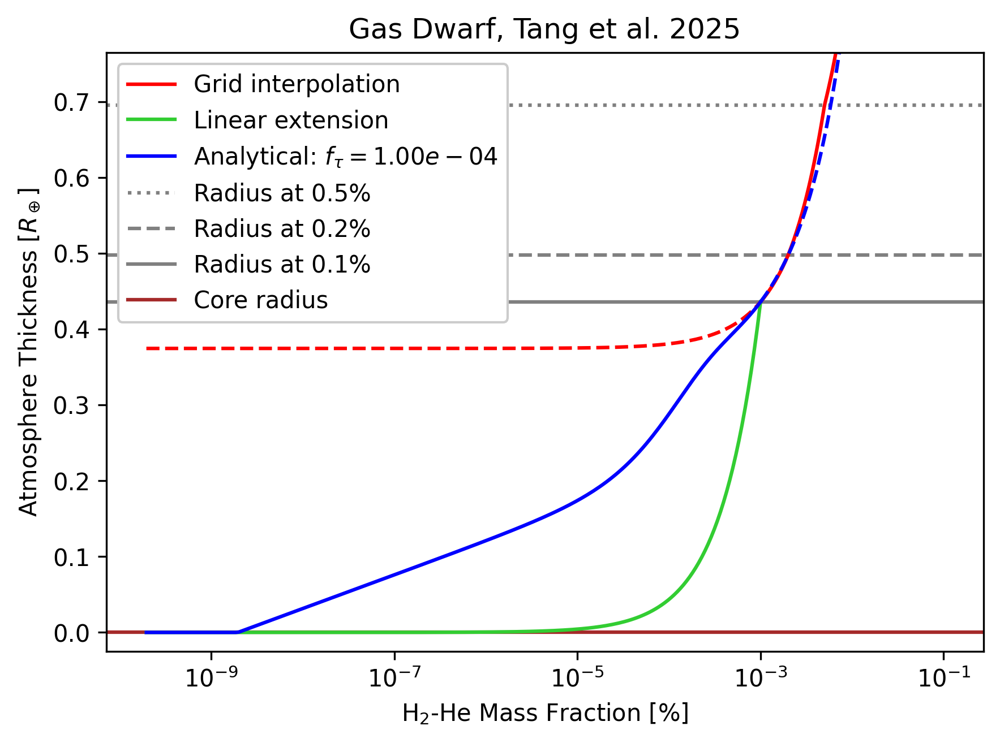 Gas Dwarf, Tang et al. 2025
Grid interpolation
Linear extension
Analytical: $f_\tau = 1.00e-04$
Radius at 0.5%
Radius at 0.2%
Radius at 0.1%
Core radius
Atmosphere Thickness [$R_\oplus$]
0.7
0.6
0.5
0.4
0.3
0.2
0.1
0.0
$10^{-9}$ $10^{-7}$ $10^{-5}$ $10^{-3}$ $10^{-1}$
H$_2$-He Mass Fraction [%]